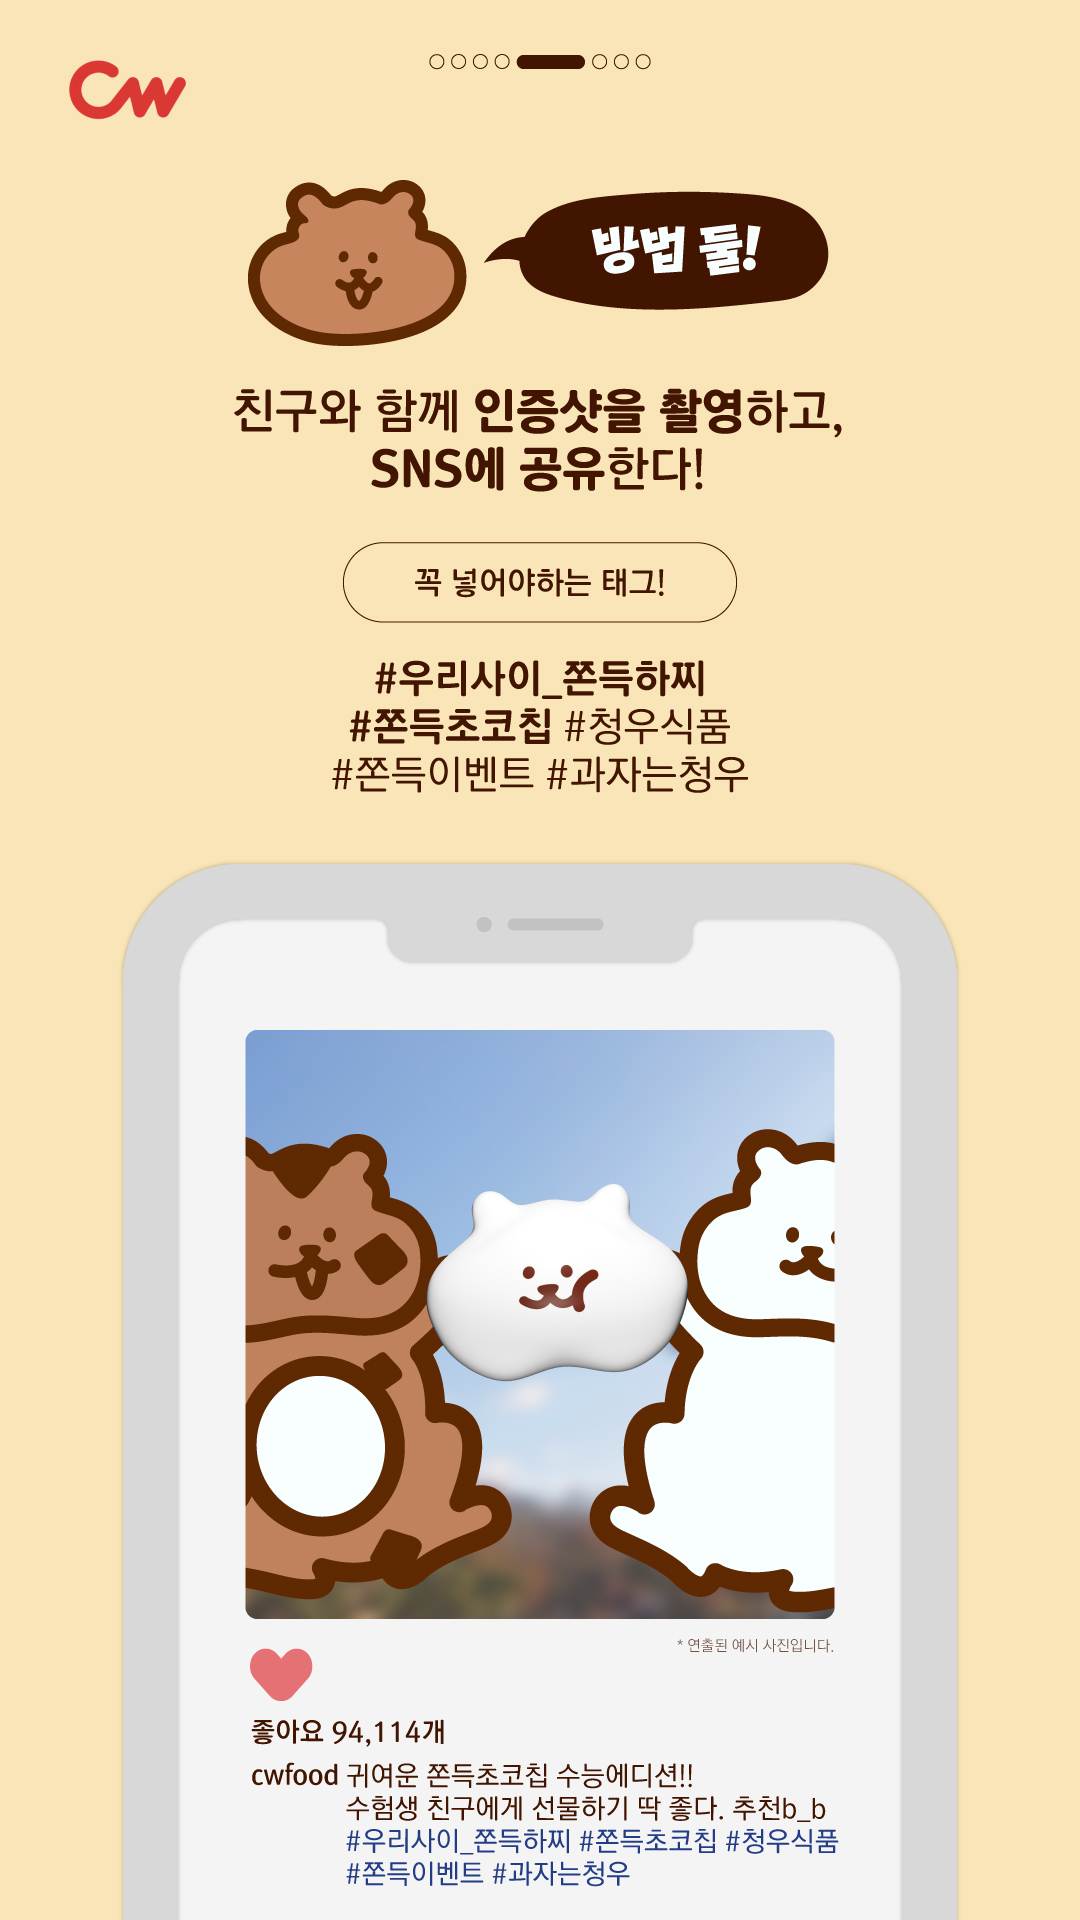 CW
방법 둘!
친구와 함께 인증샷을 촬영하고,
SNS에 공유한다!
꼭 넣어야하는 태그!
#우리사이_쫀득하찌
#쫀득초코칩 #청우식품
#쫀득이벤트 #과자는청우
* 연출된 예시 사진입니다.
좋아요 94,114개
cwfood 귀여운 쫀득초코칩 수능에디션!!
수험생 친구에게 선물하기 딱 좋다. 추천b_b
#우리사이_쫀득하찌 #쫀득초코칩 #청우식품
#쫀득이벤트 #과자는청우